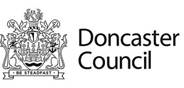 Doncaster
Council
· BE STEADFAST ·